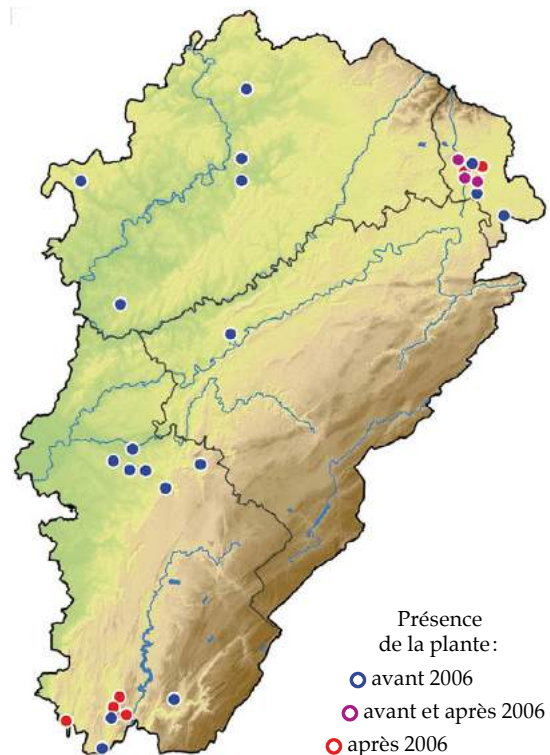 Présence
de la plante:
avant 2006
avant et après 2006
après 2006